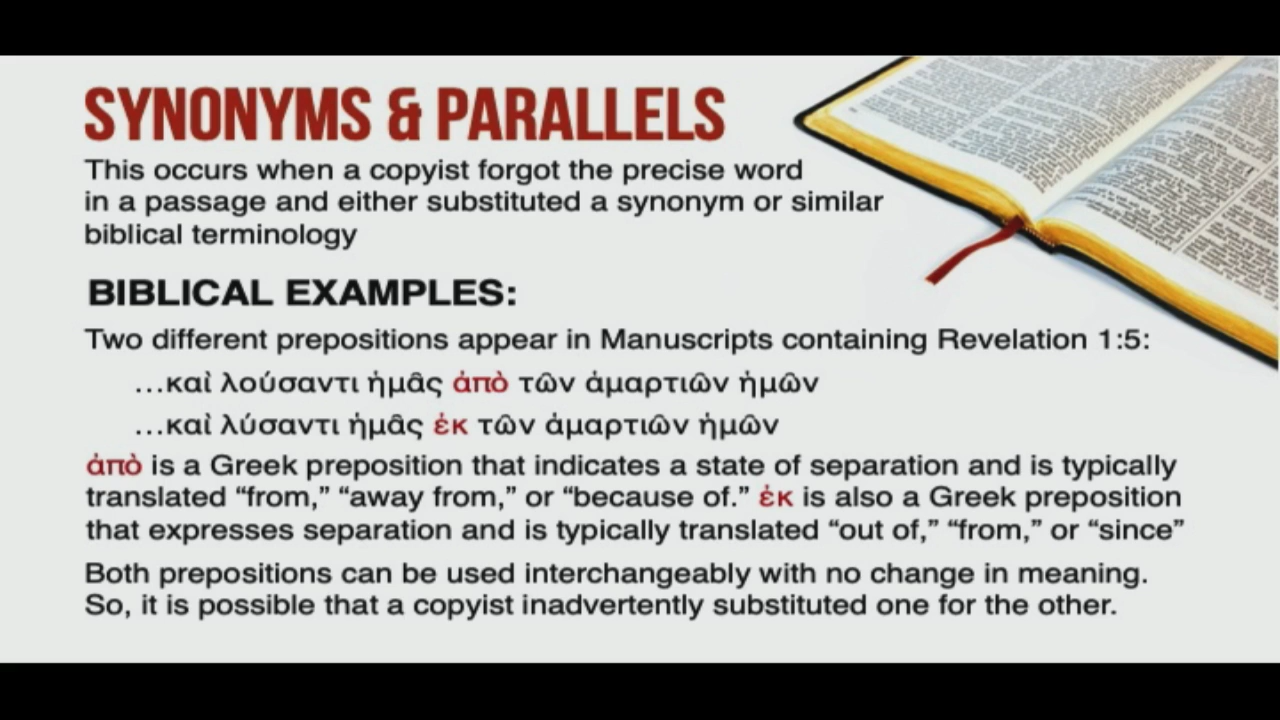 SYNONYMS & PARALLELS
This occurs when a copyist forgot the precise word
in a passage and either substituted a synonym or similar
biblical terminology
BIBLICAL EXAMPLES:
Two different prepositions appear in Manuscripts containing Revelation 1:5:
…καὶ λούσαντι ἡμᾶς ἀπὸ τῶν ἁμαρτιῶν ἡμῶν
…καὶ λύσαντι ἡμᾶς ἐκ τῶν ἁμαρτιῶν ἡμῶν
ἀπὸ is a Greek preposition that indicates a state of separation and is typically
translated “from,” “away from,” or “because of.” ἐκ is also a Greek preposition
that expresses separation and is typically translated “out of,” “from,” or “since”
Both prepositions can be used interchangeably with no change in meaning.
So, it is possible that a copyist inadvertently substituted one for the other.